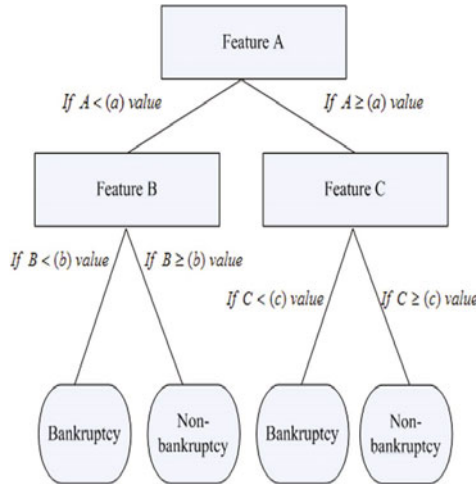 Feature A
If A < (a) value
If A ≥ (a) value
Feature B
Feature C
If B < (b) value
If B ≥ (b) value
If C < (c) value
If C ≥ (c) value
Bankruptcy
Non-
bankruptcy
Bankruptcy
Non-
bankruptcy